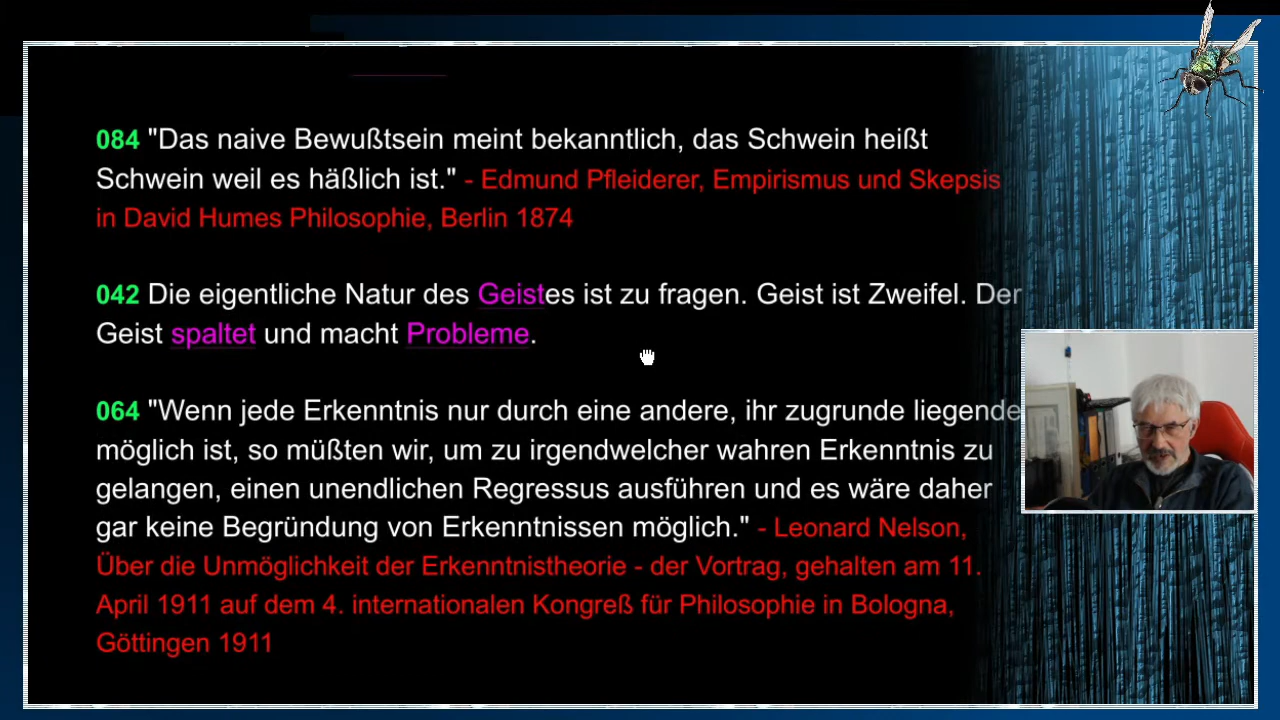 084 "Das naive Bewußtsein meint bekanntlich, das Schwein heißt
Schwein weil es häßlich ist." - Edmund Pfleiderer, Empirismus und Skepsis
in David Humes Philosophie, Berlin 1874
042 Die eigentliche Natur des Geistes ist zu fragen. Geist ist Zweifel. Der
Geist spaltet und macht Probleme.
064 "Wenn jede Erkenntnis nur durch eine andere, ihr zugrunde liegende
möglich ist, so müßten wir, um zu irgendwelcher wahren Erkenntnis zu
gelangen, einen unendlichen Regressus ausführen und es wäre daher
gar keine Begründung von Erkenntnissen möglich." - Leonard Nelson,
Über die Unmöglichkeit der Erkenntnistheorie - der Vortrag, gehalten am 11.
April 1911 auf dem 4. internationalen Kongreß für Philosophie in Bologna,
Göttingen 1911